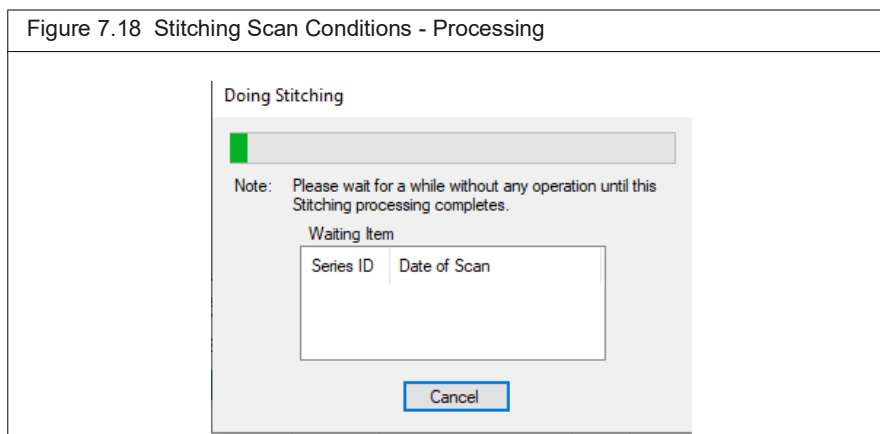 Figure 7.18 Stitching Scan Conditions - Processing
Doing Stitching
Note: Please wait for a while without any operation until this
Stitching processing completes.
Waiting Item
Series ID Date of Scan
Cancel